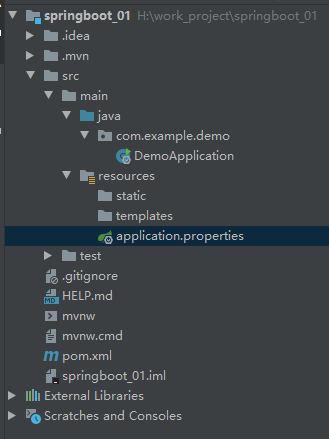 springboot_01 H:\work_project\springboot_01
.idea
.mvn
src
main
java
com.example.demo
DemoApplication
resources
static
templates
application.properties
test
.gitignore
MD HELP.md
mvnw
mvnw.cmd
m pom.xml
springboot_01.iml
External Libraries
Scratches and Consoles